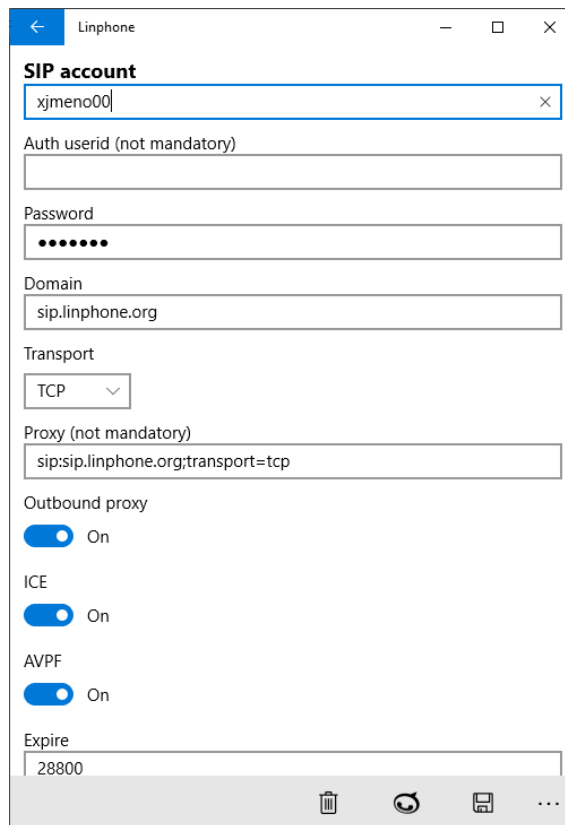 Linphone
SIP account
xjmeno00
Auth userid (not mandatory)
Password
•••••••
Domain
sip.linphone.org
Transport
TCP
Proxy (not mandatory)
sip:sip.linphone.org;transport=tcp
Outbound proxy
On
ICE
On
AVPF
On
Expire
28800